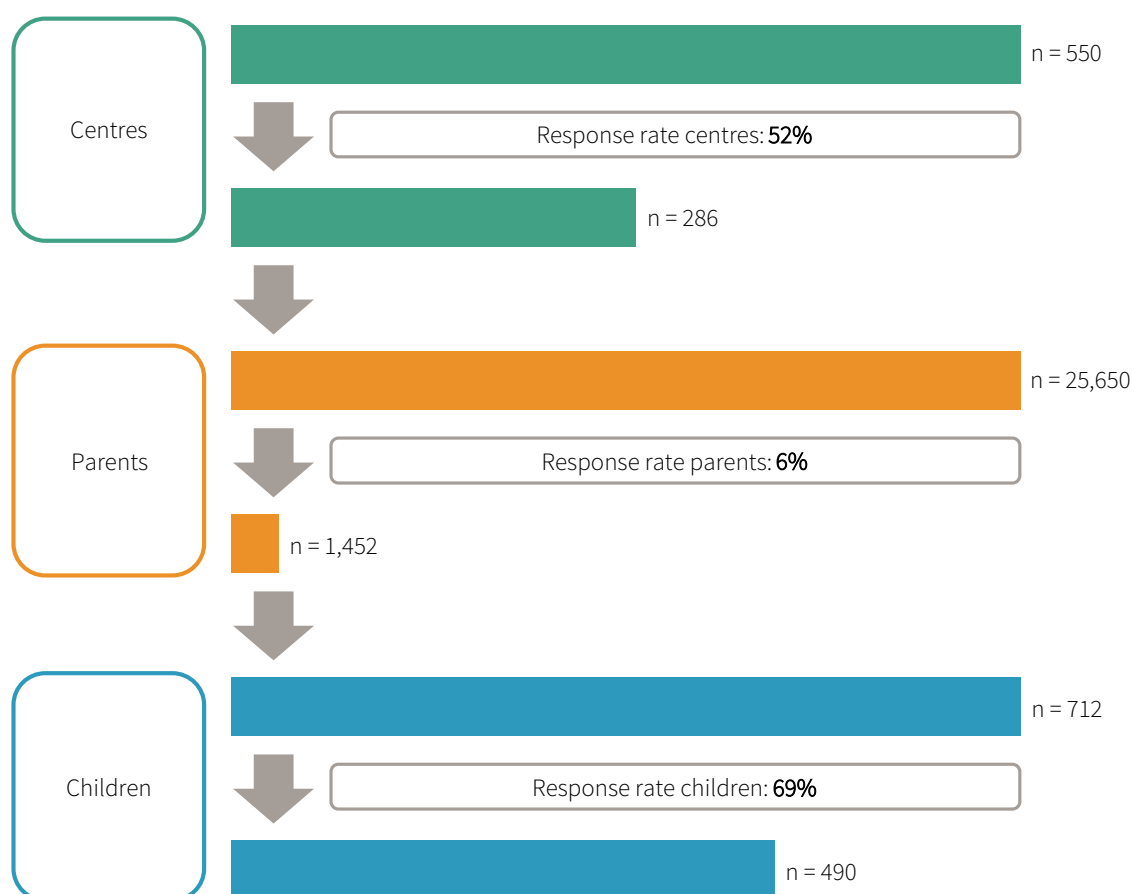 n = 550
Centres
Response rate centres: 52%
n = 286
n = 25,650
Parents
Response rate parents: 6%
n = 1,452
n = 712
Children
Response rate children: 69%
n = 490